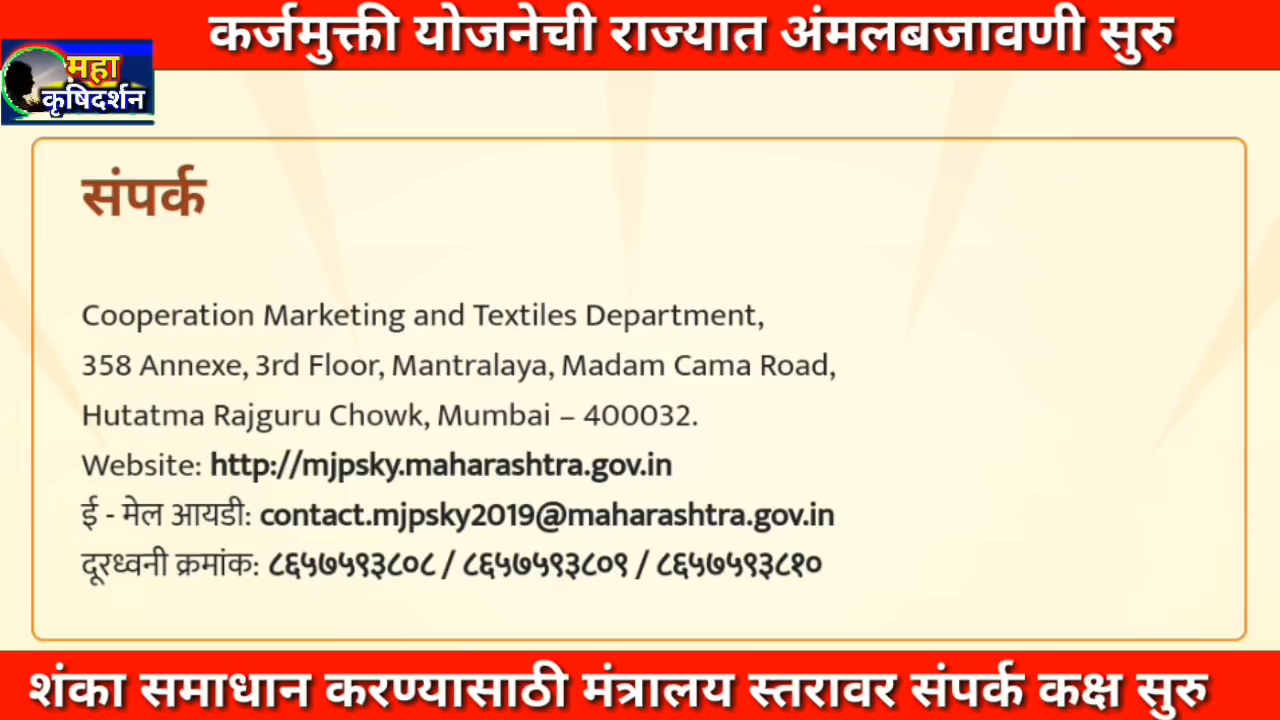 कर्जमुक्ती योजनेची राज्यात अंमलबजावणी सुरु
महा
कृषिदर्शन
संपर्क
Cooperation Marketing and Textiles Department,
358 Annexe, 3rd Floor, Mantralaya, Madam Cama Road,
Hutatma Rajguru Chowk, Mumbai – 400032.
Website: http://mjpsky.maharashtra.gov.in
ई - मेल आयडी: contact.mjpsky2019@maharashtra.gov.in
दूरध्वनी क्रमांक: ८६५७५९३८०८ / ८६५७५९३८०९ / ८६५७५९३८१०
शंका समाधान करण्यासाठी मंत्रालय स्तरावर संपर्क कक्ष सुरु